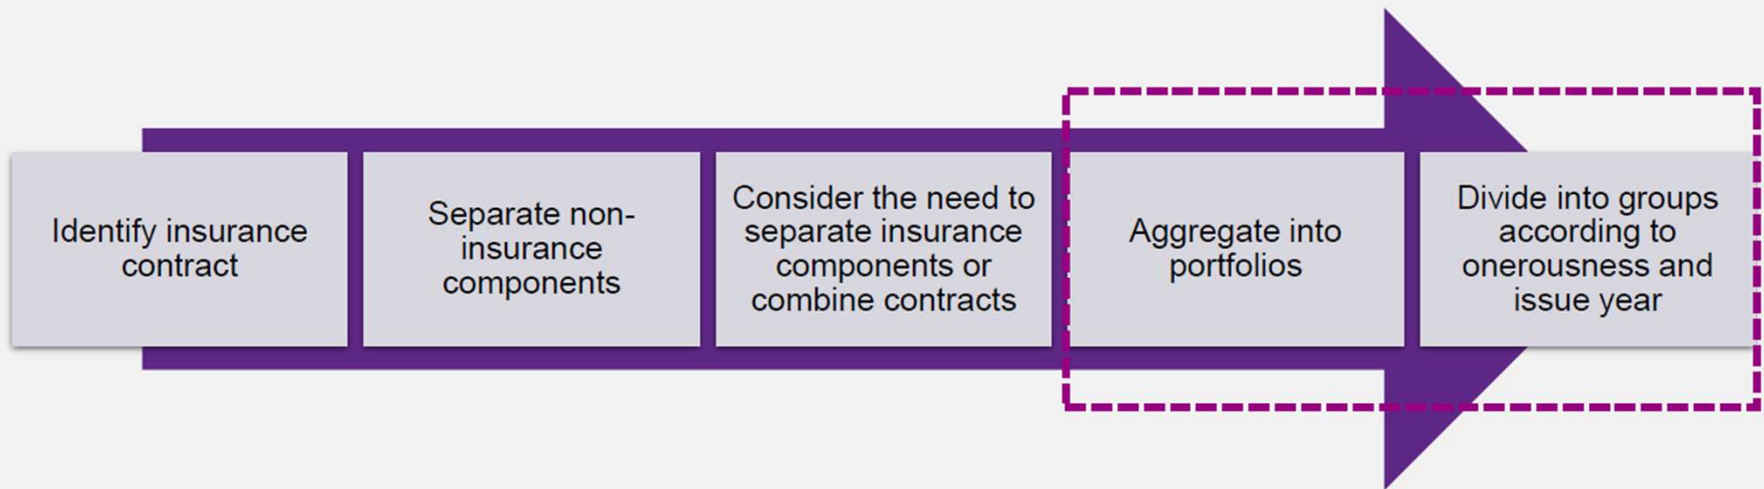 Identify insurance
contract
Separate non-
insurance
components
Consider the need to
separate insurance
components or
combine contracts
Aggregate into
portfolios
Divide into groups
according to
onerousness and
issue year